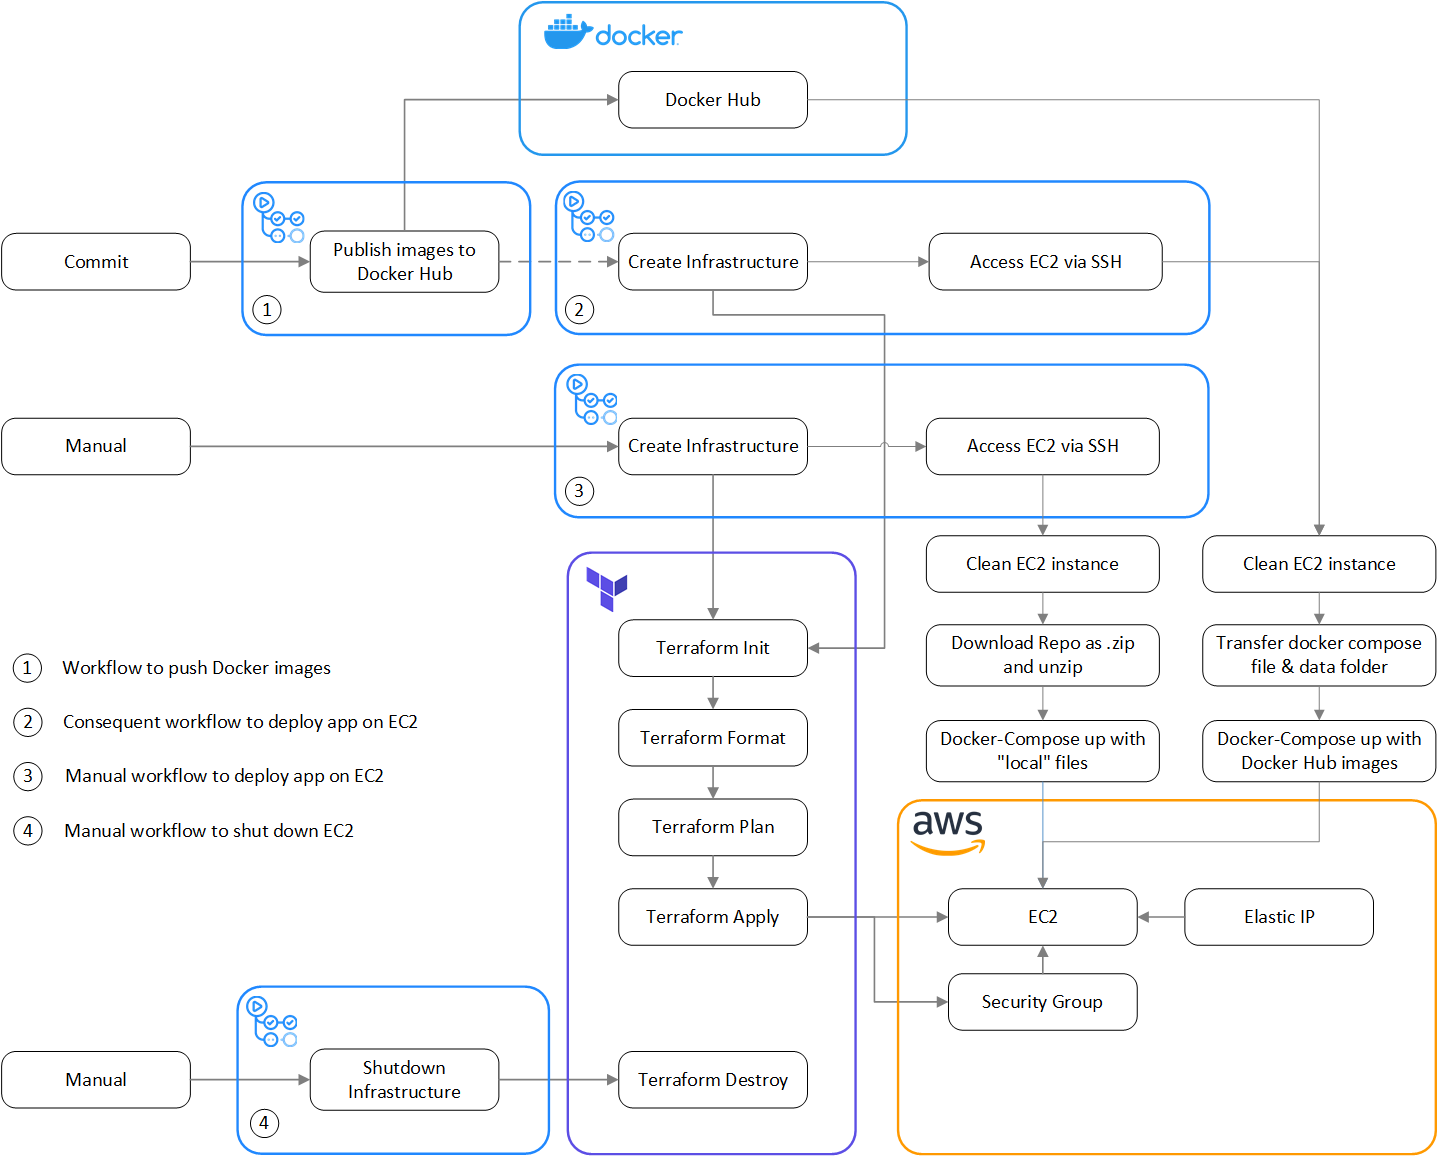 docker
Docker Hub
Commit
Publish images to
Docker Hub
1
Create Infrastructure
Access EC2 via SSH
2
Manual
Create Infrastructure
Access EC2 via SSH
3
Clean EC2 instance
Clean EC2 instance
Terraform Init
Download Repo as .zip
and unzip
Transfer docker compose
file & data folder
1 Workflow to push Docker images
2 Consequent workflow to deploy app on EC2
3 Manual workflow to deploy app on EC2
4 Manual workflow to shut down EC2
Terraform Format
Docker-Compose up with
"local" files
Docker-Compose up with
Docker Hub images
Terraform Plan
aws
Terraform Apply
EC2
Elastic IP
Security Group
Manual
Shutdown
Infrastructure
4
Terraform Destroy